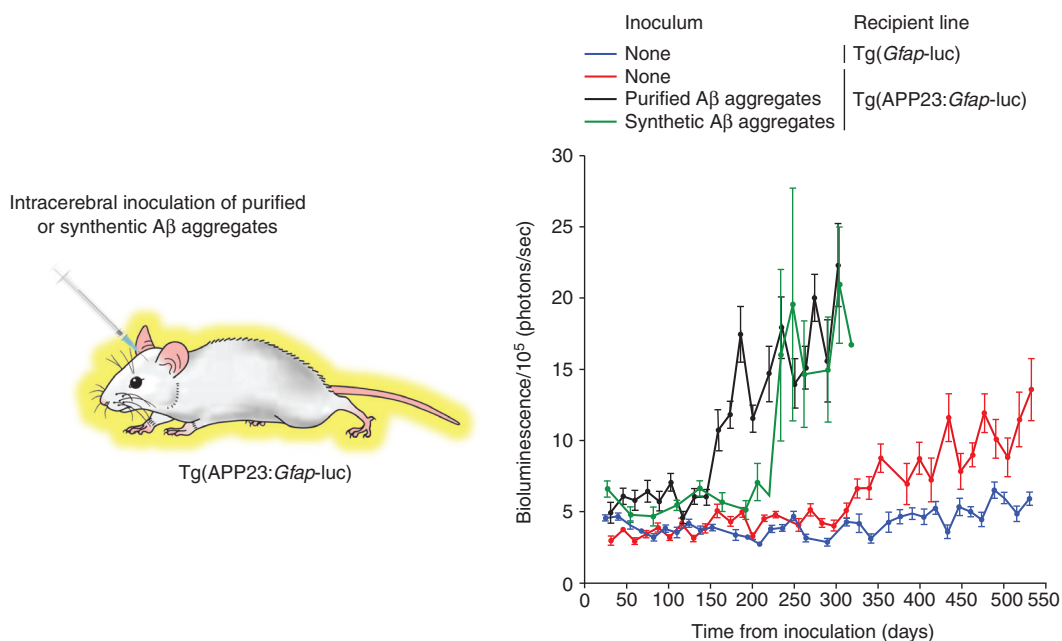 Inoculum Recipient line
None Tg(Gfap-luc)
None
Purified Aβ aggregates Tg(APP23:Gfap-luc)
Synthetic Aβ aggregates
Intracerebral inoculation of purified
or synthentic Aβ aggregates
Tg(APP23:Gfap-luc)
Bioluminescence/10⁵ (photons/sec)
30
25
20
15
10
5
0
0 50 100 150 200 250 300 350 400 450 500 550
Time from inoculation (days)